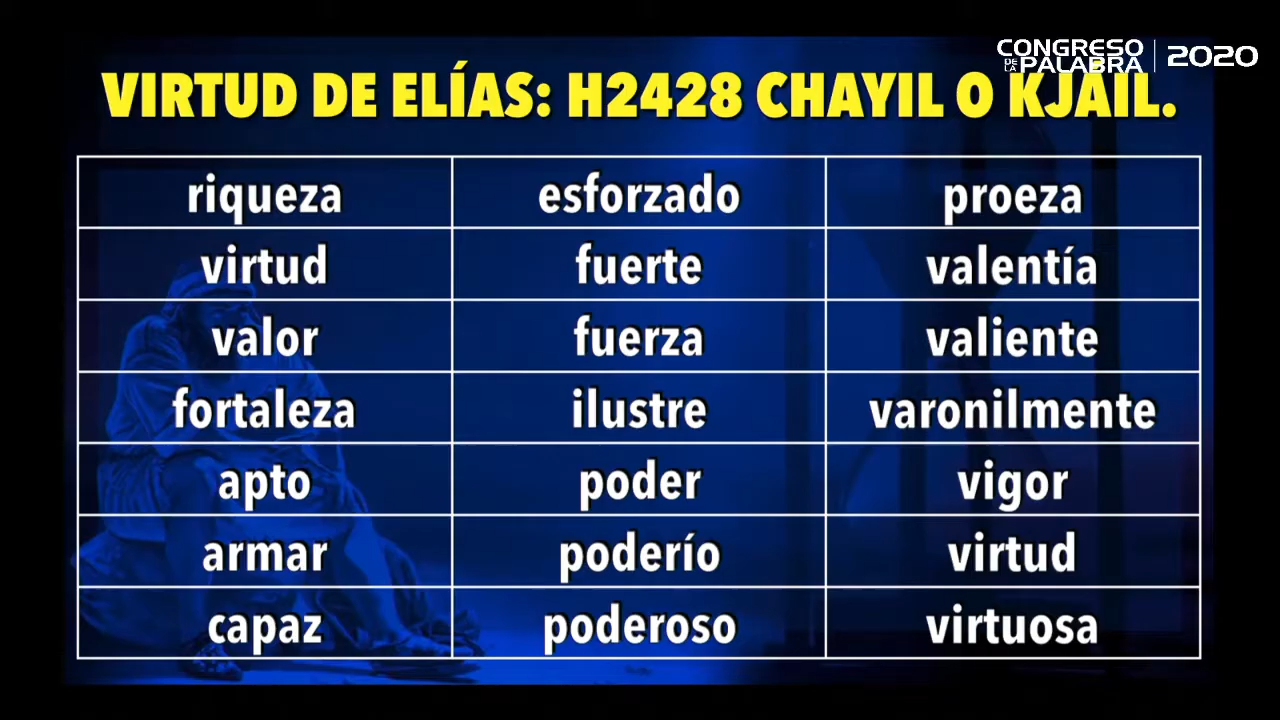 CONGRESO
DE LA PALABRA | 2020
VIRTUD DE ELÍAS: H2428 CHAYIL O KJAIL.
riqueza esforzado proeza
virtud fuerte valentía
valor fuerza valiente
fortaleza ilustre varonilmente
apto poder vigor
armar poderío virtud
capaz poderoso virtuosa